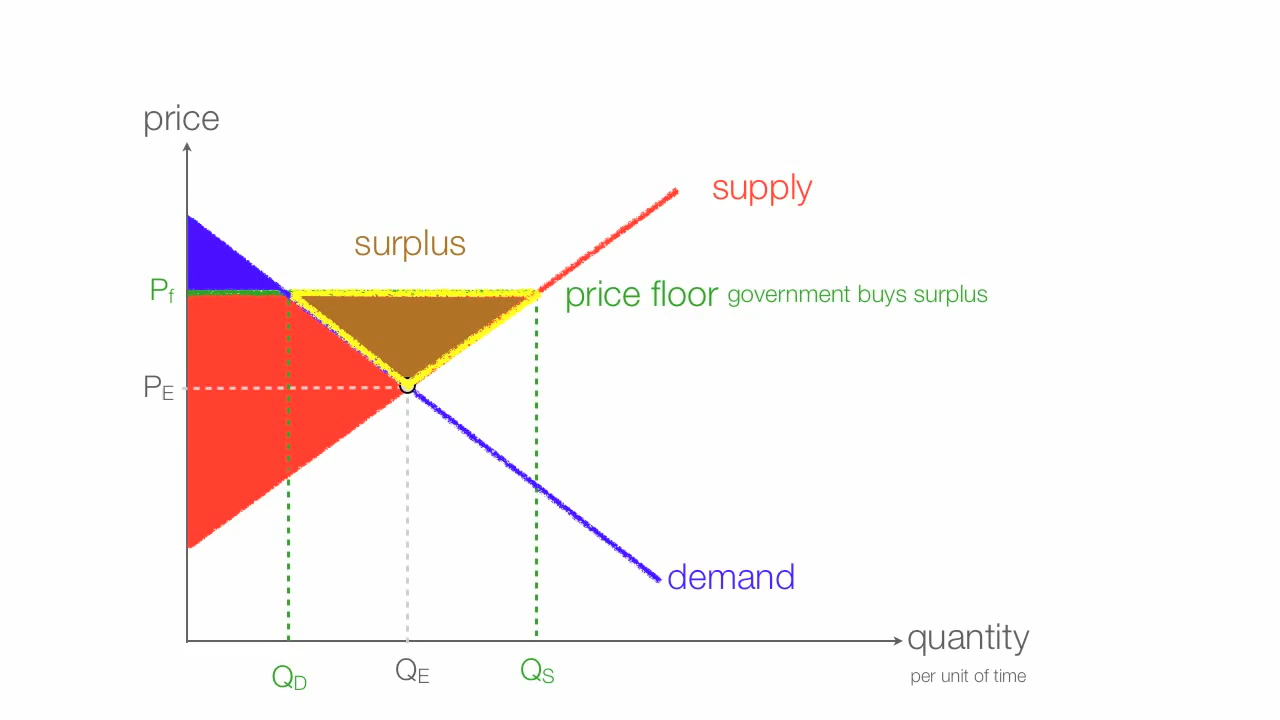 price
supply
surplus
Pf
price floor government buys surplus
PE
demand
quantity
QD
QE
QS
per unit of time